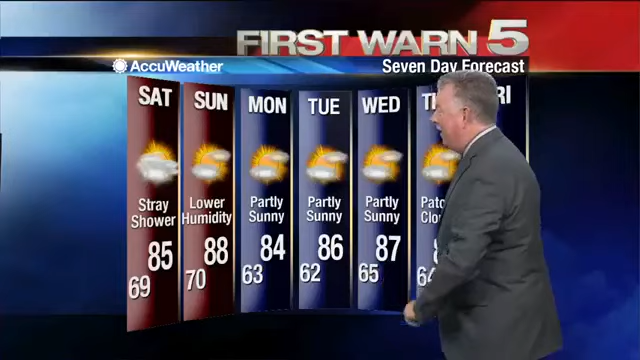 FIRST WARN 5
AccuWeather
Seven Day Forecast
SAT SUN MON TUE WED
Stray Shower
Lower Humidity
Partly Sunny
Partly Sunny
Partly Sunny
85 88 84 86 87
69 70 63 62 65 64